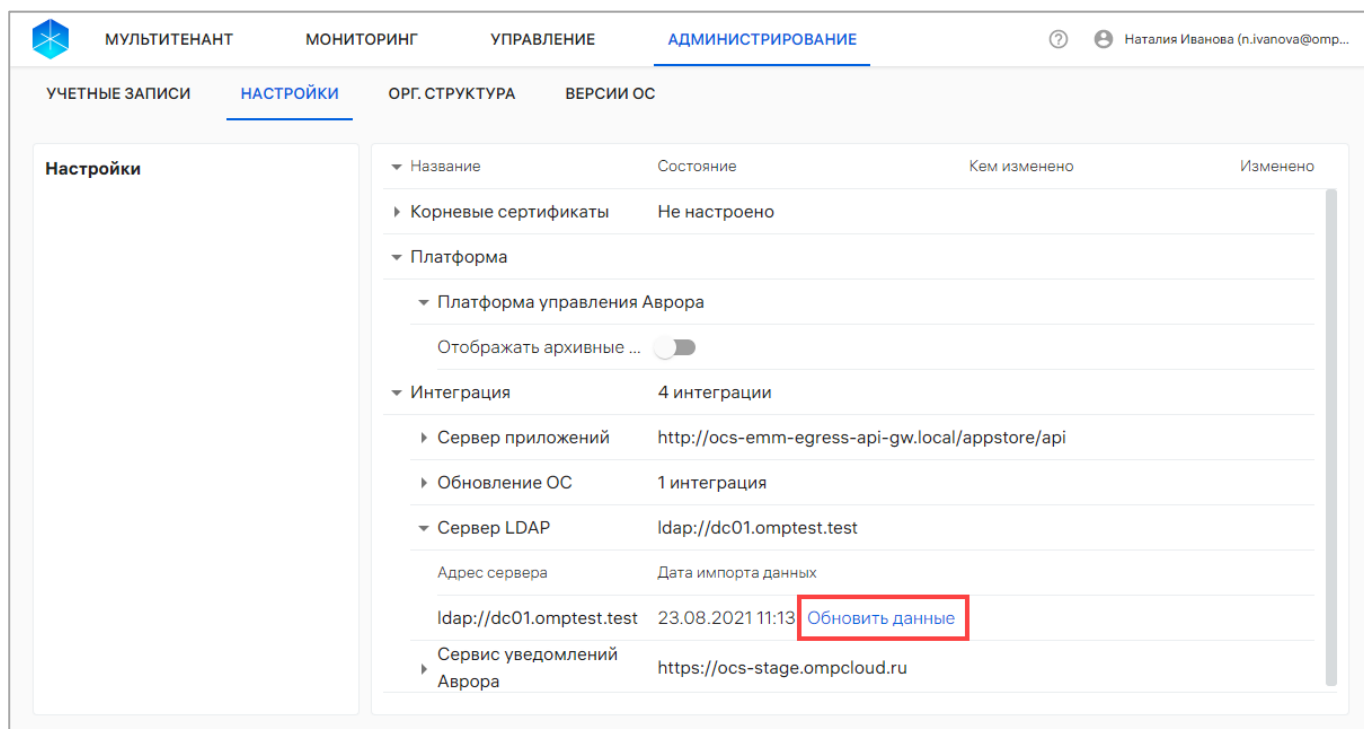 МУЛЬТИТЕНАНТ МОНИТОРИНГ УПРАВЛЕНИЕ АДМИНИСТРИРОВАНИЕ Наталия Иванова (n.ivanova@omp...
УЧЕТНЫЕ ЗАПИСИ НАСТРОЙКИ ОРГ. СТРУКТУРА ВЕРСИИ ОС
Настройки
Название Состояние Кем изменено Изменено
Корневые сертификаты Не настроено
Платформа
Платформа управления Аврора
Отображать архивные ...
Интеграция 4 интеграции
Сервер приложений http://ocs-emm-egress-api-gw.local/appstore/api
Обновление ОС 1 интеграция
Сервер LDAP ldap://dc01.omptest.test
Адрес сервера Дата импорта данных
ldap://dc01.omptest.test 23.08.2021 11:13 Обновить данные
Сервис уведомлений
Аврора https://ocs-stage.ompcloud.ru